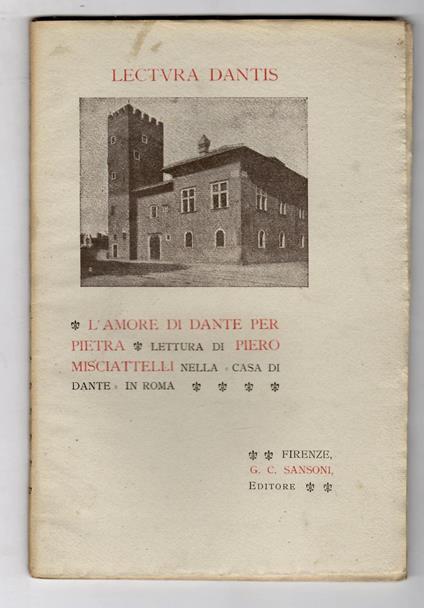 LECTVRA DANTIS
L'AMORE DI DANTE PER
PIETRA LETTURA DI PIERO
MISCIATTELLI NELLA « CASA DI
DANTE » IN ROMA
FIRENZE,
G. C. SANSONI,
EDITORE